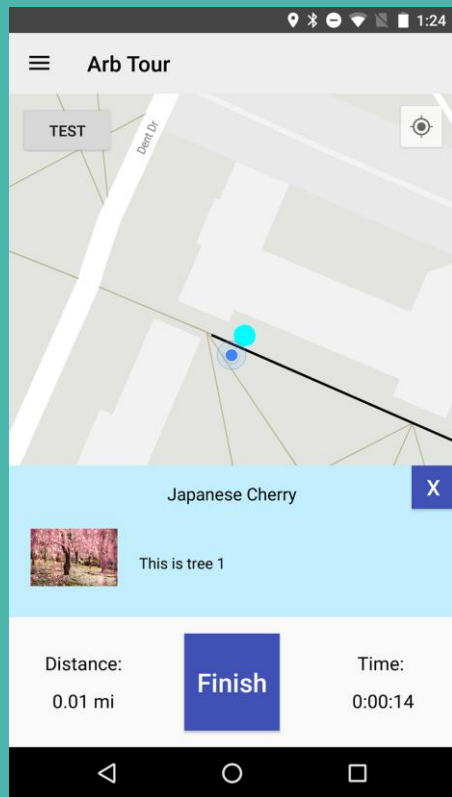 1:24
Arb Tour
TEST
Dent Dr
Japanese Cherry
X
This is tree 1
Distance:
0.01 mi
Finish
Time:
0:00:14